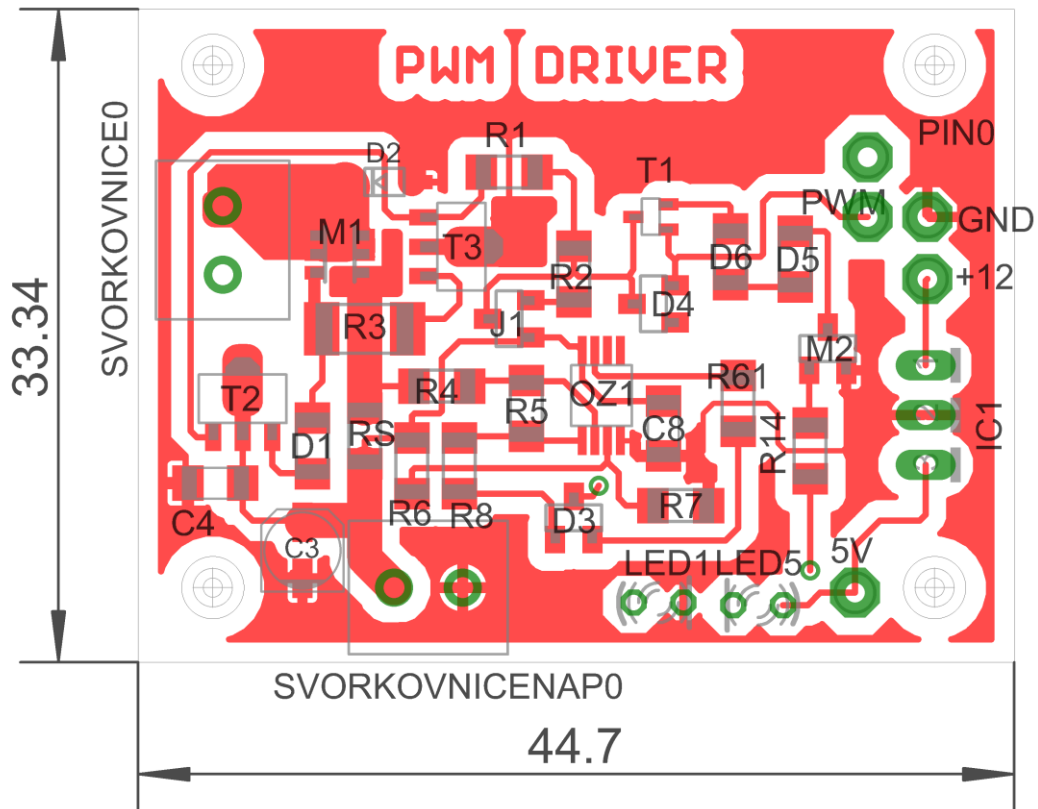 PWM DRIVER
SVORKOVNICE0
33.34
R1
D2
T1
PIN0
PWM
GND
M1
T3
D6
D5
R2
+12
D4
J1
R3
M2
T2
R4
OZ1
R61
R5
IC1
RS
D1
C8
R14
C4
R6
R8
R7
D3
C3
LED1
LED5
5V
SVORKOVNICENAP0
44.7